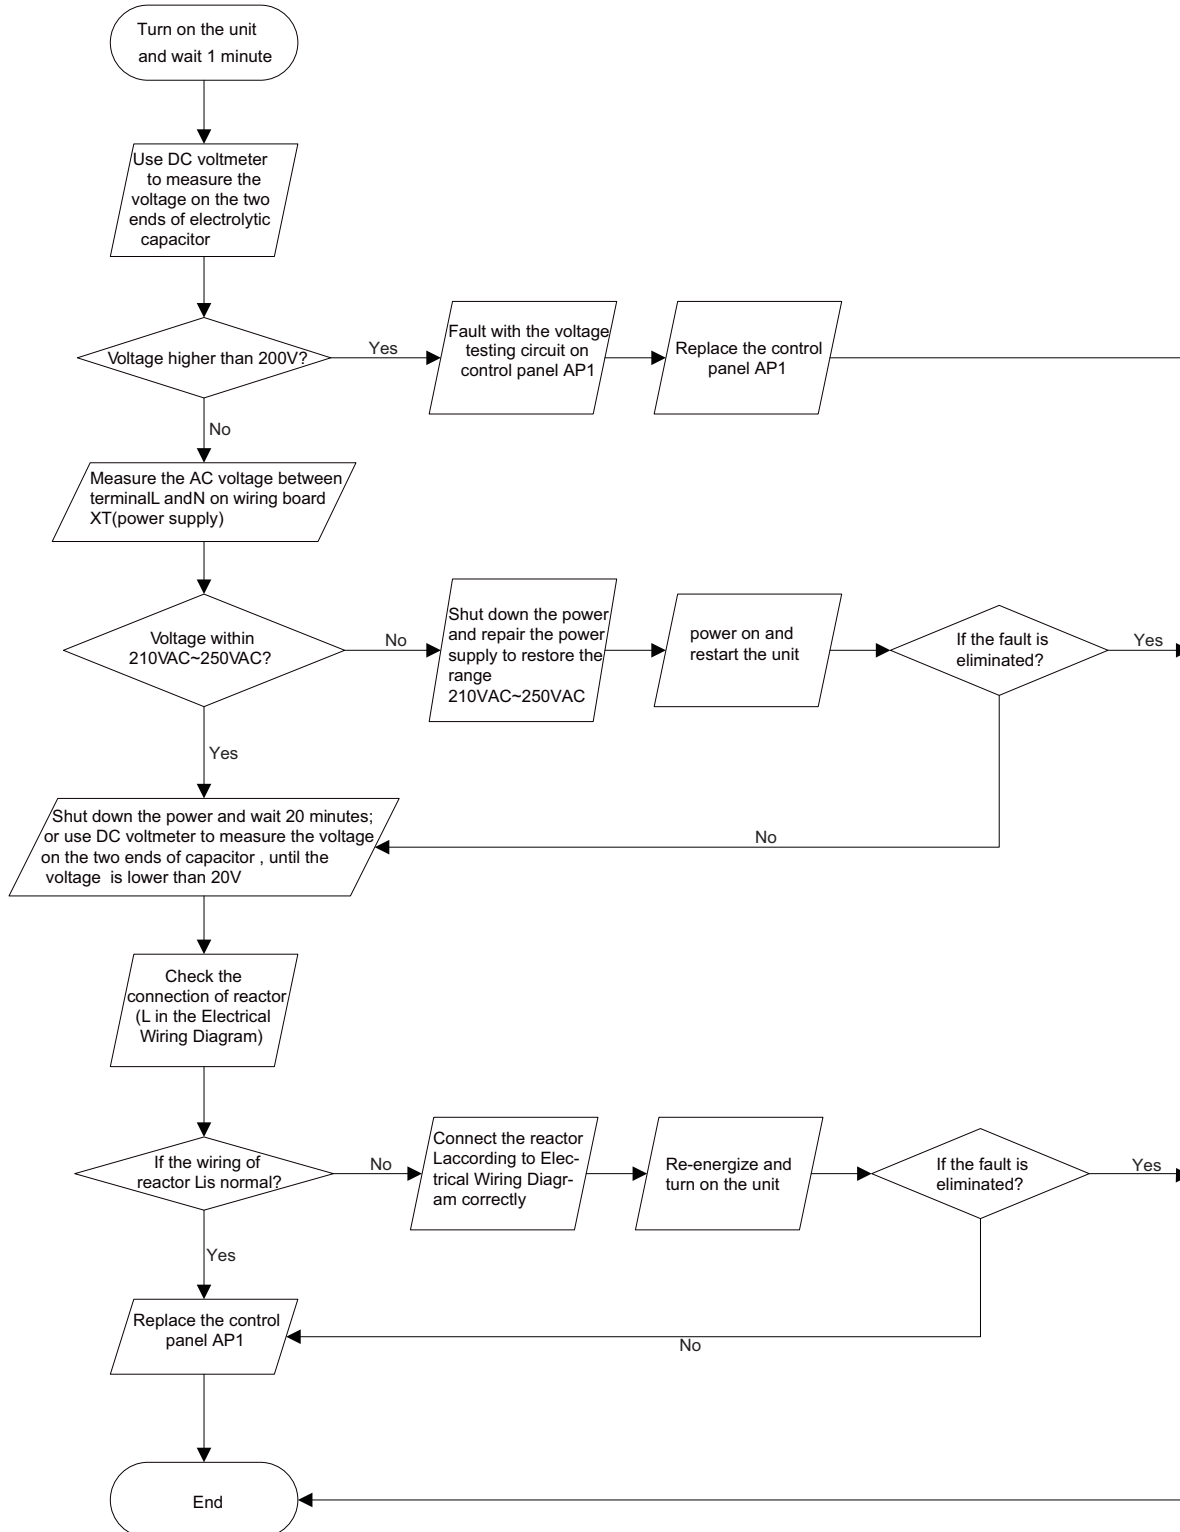 Turn on the unit
and wait 1 minute
Use DC voltmeter
to measure the
voltage on the two
ends of electrolytic
capacitor
Voltage higher than 200V?
Yes
Fault with the voltage
testing circuit on
control panel AP1
Replace the control
panel AP1
No
Measure the AC voltage between
terminalL andN on wiring board
XT(power supply)
Voltage within
210VAC~250VAC?
No
Shut down the power
and repair the power
supply to restore the
range
210VAC~250VAC
power on and
restart the unit
If the fault is
eliminated?
Yes
Yes
No
Shut down the power and wait 20 minutes;
or use DC voltmeter to measure the voltage
on the two ends of capacitor , until the
voltage is lower than 20V
Check the
connection of reactor
(L in the Electrical
Wiring Diagram)
If the wiring of
reactor Lis normal?
No
Connect the reactor
Laccording to Elec-
trical Wiring Diagr-
am correctly
Re-energize and
turn on the unit
If the fault is
eliminated?
Yes
Yes
No
Replace the control
panel AP1
End